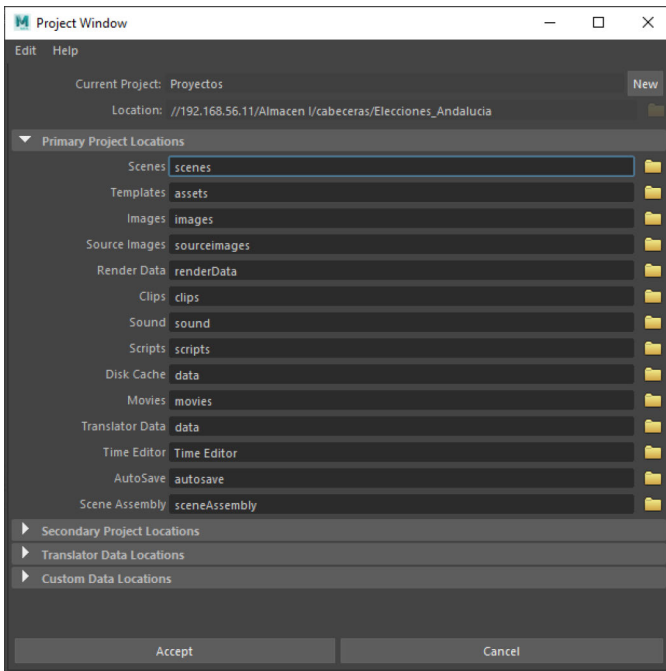 Project Window
Edit Help
Current Project: Proyectos New
Location: //192.168.56.11/Almacen I/cabeceras/Elecciones_Andalucia
Primary Project Locations
Scenes scenes
Templates assets
Images images
Source Images sourceimages
Render Data renderData
Clips clips
Sound sound
Scripts scripts
Disk Cache data
Movies movies
Translator Data data
Time Editor Time Editor
AutoSave autosave
Scene Assembly sceneAssembly
Secondary Project Locations
Translator Data Locations
Custom Data Locations
Accept Cancel